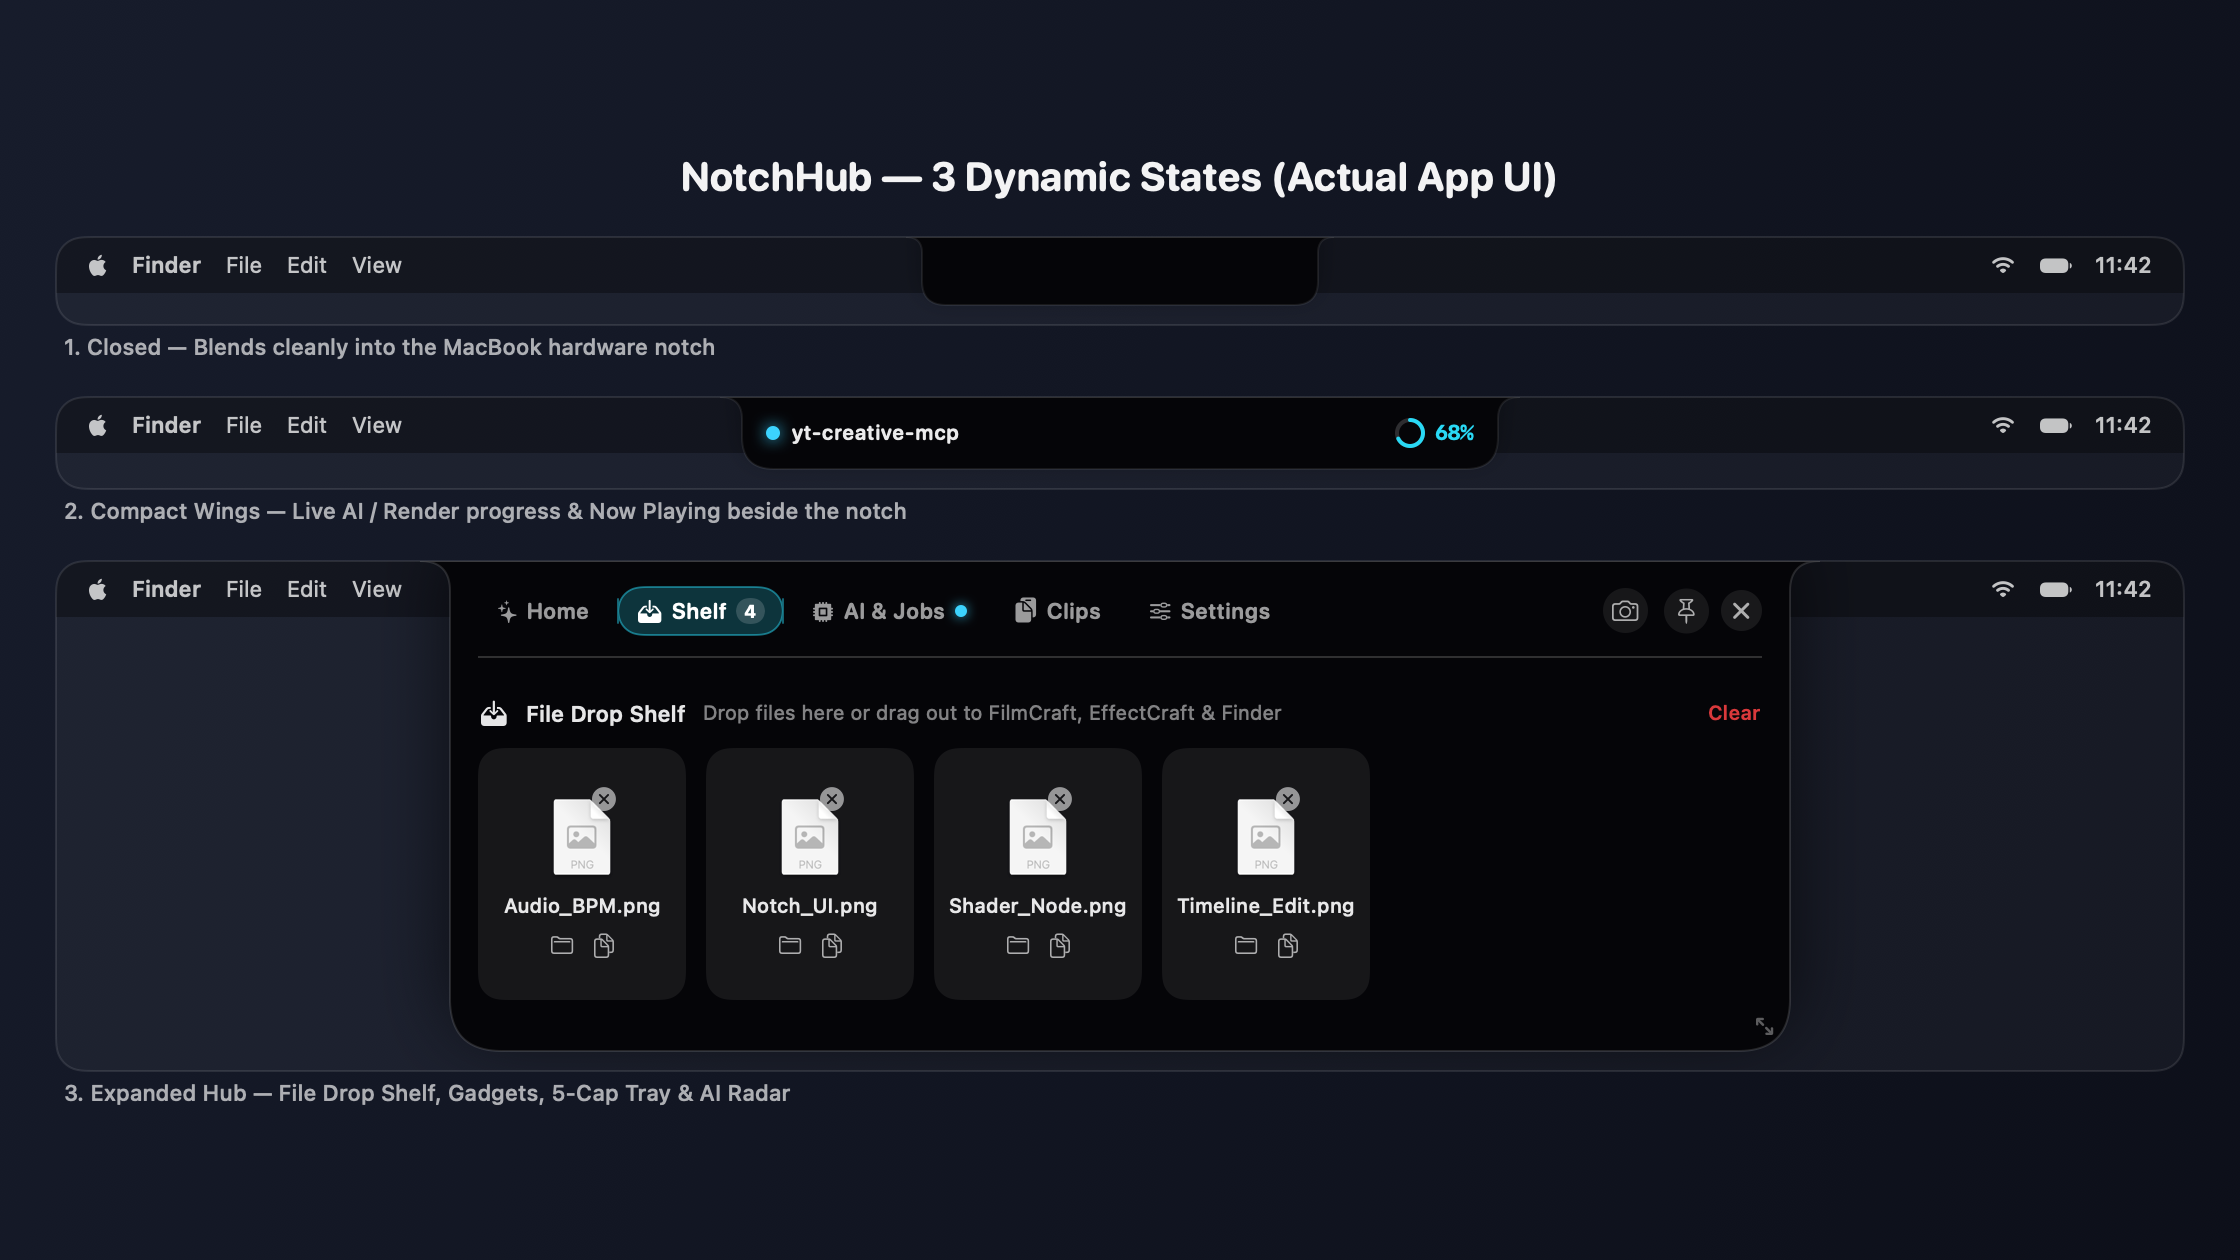 NotchHub — 3 Dynamic States (Actual App UI)
Finder File Edit View 11:42
1. Closed — Blends cleanly into the MacBook hardware notch
Finder File Edit View yt-creative-mcp 68% 11:42
2. Compact Wings — Live AI / Render progress & Now Playing beside the notch
Finder File Edit View 11:42
Home Shelf 4 AI & Jobs Clips Settings
File Drop Shelf Drop files here or drag out to FilmCraft, EffectCraft & Finder Clear
PNG PNG PNG PNG
Audio_BPM.png Notch_UI.png Shader_Node.png Timeline_Edit.png
3. Expanded Hub — File Drop Shelf, Gadgets, 5-Cap Tray & AI Radar